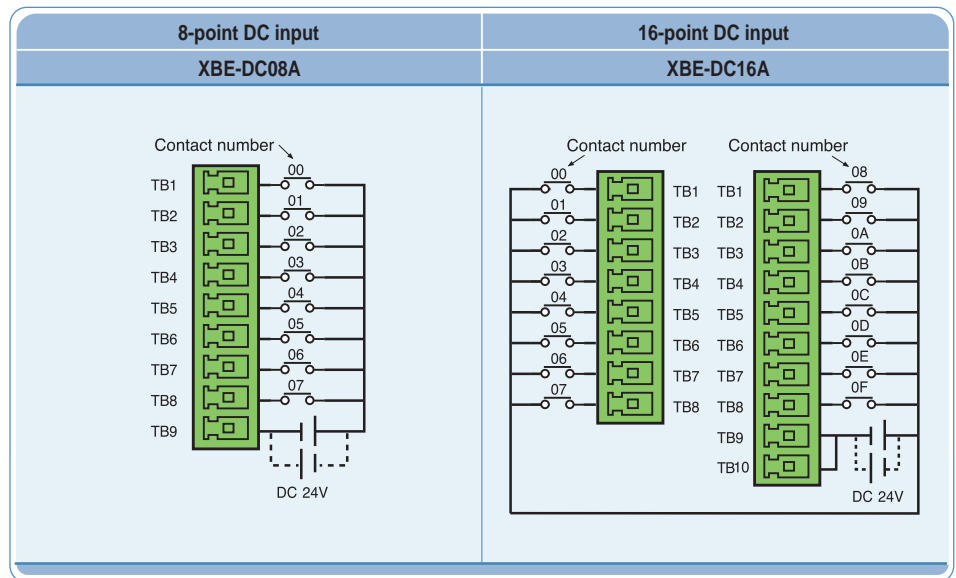 8-point DC input
XBE-DC08A
Contact number
00
TB1
01
TB2
02
TB3
03
TB4
04
TB5
05
TB6
06
TB7
07
TB8
TB9
DC 24V
16-point DC input
XBE-DC16A
Contact number
00
TB1
01
TB2
02
TB3
03
TB4
04
TB5
05
TB6
06
TB7
07
TB8
Contact number
08
TB1
09
TB2
0A
TB3
0B
TB4
0C
TB5
0D
TB6
0E
TB7
0F
TB8
TB9
TB10
DC 24V